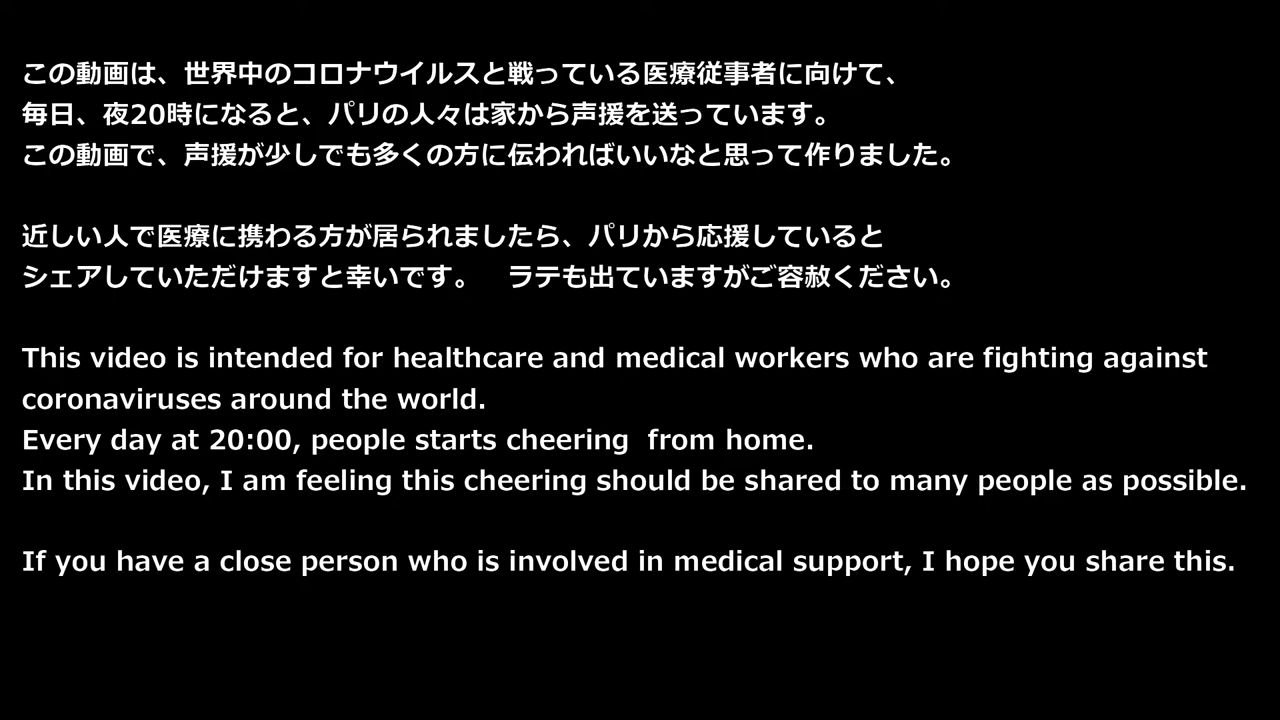 この動画は、世界中のコロナウイルスと戦っている医療従事者に向けて、
毎日、夜20時になると、パリの人々は家から声援を送っています。
この動画で、声援が少しでも多くの方に伝わればいいなと思って作りました。
近しい人で医療に携わる方が居られましたら、パリから応援していると
シェアしていただけますと幸いです。　ラテも出ていますがご容赦ください。
This video is intended for healthcare and medical workers who are fighting against
coronaviruses around the world.
Every day at 20:00, people starts cheering  from home.
In this video, I am feeling this cheering should be shared to many people as possible.
If you have a close person who is involved in medical support, I hope you share this.